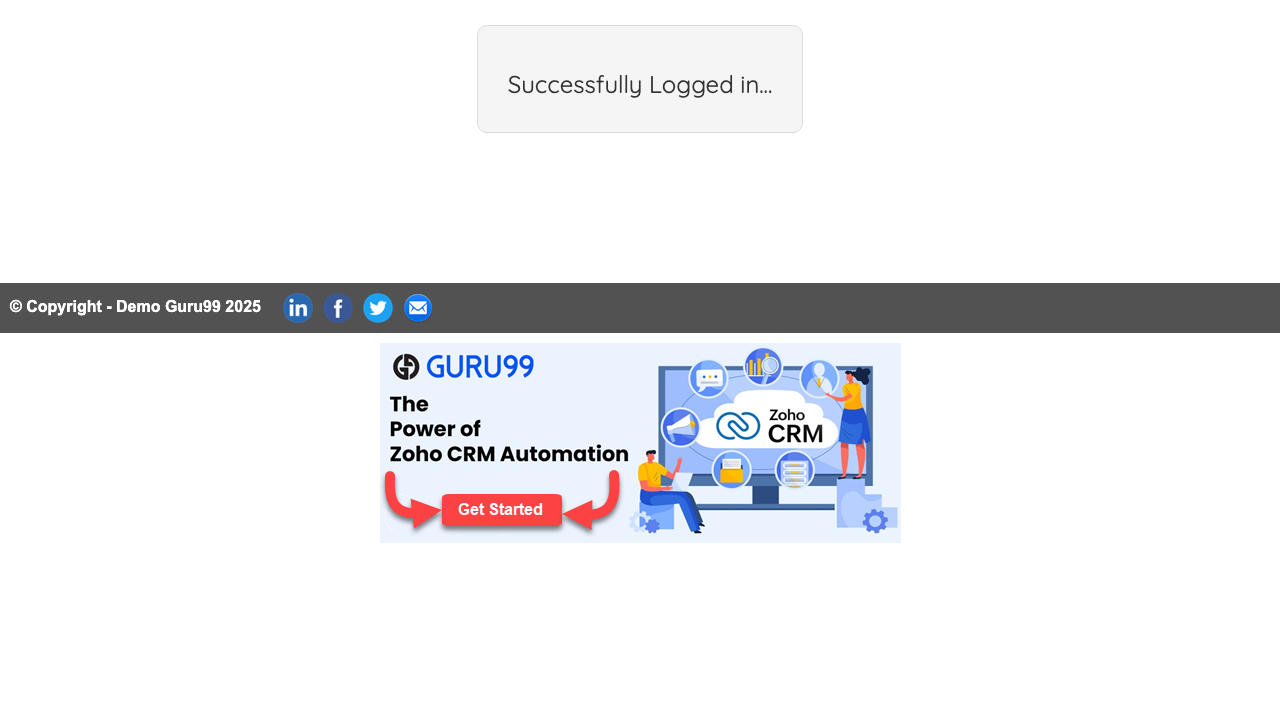 Successfully Logged in...
© Copyright - Demo Guru99 2025
GURU99
The
Power of
Zoho CRM Automation
Get Started
Zoho
CRM